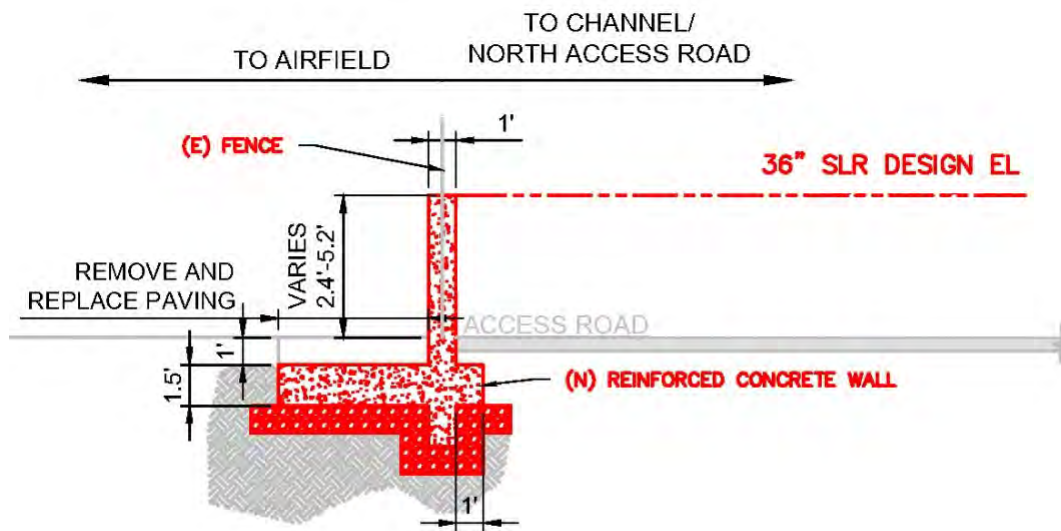 TO CHANNEL/
TO AIRFIELD
NORTH ACCESS ROAD
1'
(E) FENCE
36" SLR DESIGN EL
VARIES
2.4'-5.2'
REMOVE AND
REPLACE PAVING
ACCESS ROAD
1'
1.5'
(N) REINFORCED CONCRETE WALL
1'